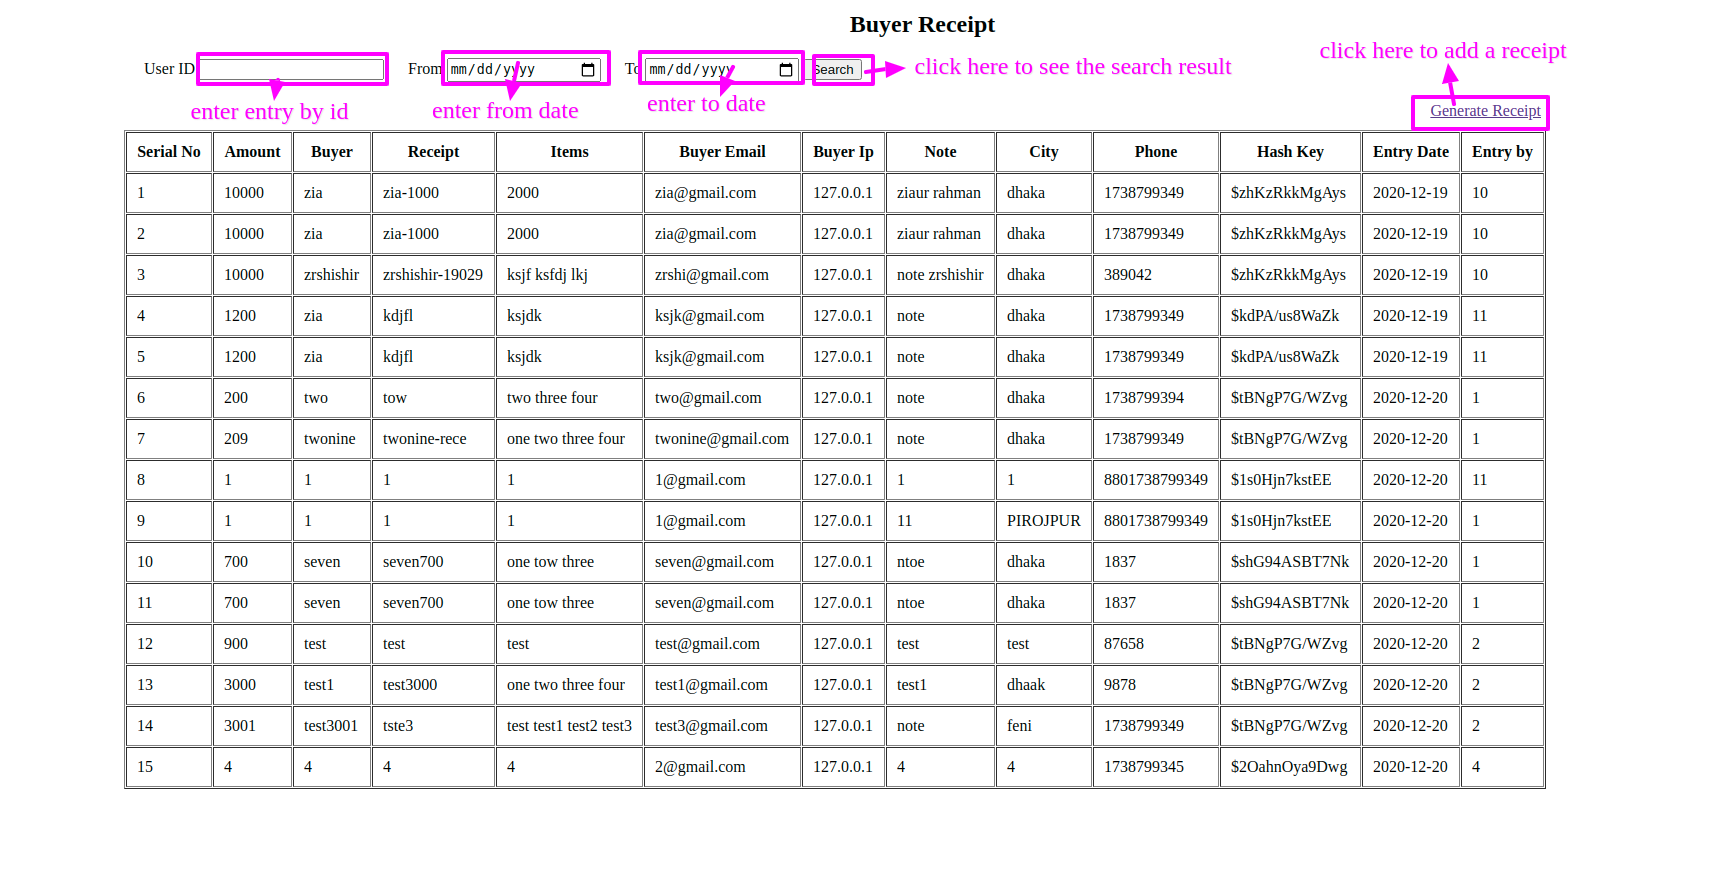 Buyer Receipt
User ID From mm/dd/yyyy To mm/dd/yyyy Search click here to see the search result click here to add a receipt
enter entry by id enter from date enter to date Generate Receipt
Serial No Amount Buyer Receipt Items Buyer Email Buyer Ip Note City Phone Hash Key Entry Date Entry by
1 10000 zia zia-1000 2000 zia@gmail.com 127.0.0.1 ziaur rahman dhaka 1738799349 $zhKzRkkMgAys 2020-12-19 10
2 10000 zia zia-1000 2000 zia@gmail.com 127.0.0.1 ziaur rahman dhaka 1738799349 $zhKzRkkMgAys 2020-12-19 10
3 10000 zrshishir zrshishir-19029 ksjf ksfdj lkj zrshi@gmail.com 127.0.0.1 note zrshishir dhaka 389042 $zhKzRkkMgAys 2020-12-19 10
4 1200 zia kdjfl ksjdk ksjk@gmail.com 127.0.0.1 note dhaka 1738799349 $kdPA/us8WaZk 2020-12-19 11
5 1200 zia kdjfl ksjdk ksjk@gmail.com 127.0.0.1 note dhaka 1738799349 $kdPA/us8WaZk 2020-12-19 11
6 200 two tow two three four two@gmail.com 127.0.0.1 note dhaka 1738799394 $tBNgP7G/WZvg 2020-12-20 1
7 209 twonine twonine-rece one two three four twonine@gmail.com 127.0.0.1 note dhaka 1738799349 $tBNgP7G/WZvg 2020-12-20 1
8 1 1 1 1 1@gmail.com 127.0.0.1 1 1 8801738799349 $1s0Hjn7kstEE 2020-12-20 11
9 1 1 1 1 1@gmail.com 127.0.0.1 11 PIROJPUR 8801738799349 $1s0Hjn7kstEE 2020-12-20 1
10 700 seven seven700 one tow three seven@gmail.com 127.0.0.1 ntoe dhaka 1837 $shG94ASBT7Nk 2020-12-20 1
11 700 seven seven700 one tow three seven@gmail.com 127.0.0.1 ntoe dhaka 1837 $shG94ASBT7Nk 2020-12-20 1
12 900 test test test test@gmail.com 127.0.0.1 test test 87658 $tBNgP7G/WZvg 2020-12-20 2
13 3000 test1 test3000 one two three four test1@gmail.com 127.0.0.1 test1 dhaak 9878 $tBNgP7G/WZvg 2020-12-20 2
14 3001 test3001 tste3 test test1 test2 test3 test3@gmail.com 127.0.0.1 note feni 1738799349 $tBNgP7G/WZvg 2020-12-20 2
15 4 4 4 4 2@gmail.com 127.0.0.1 4 4 1738799345 $2OahnOya9Dwg 2020-12-20 4